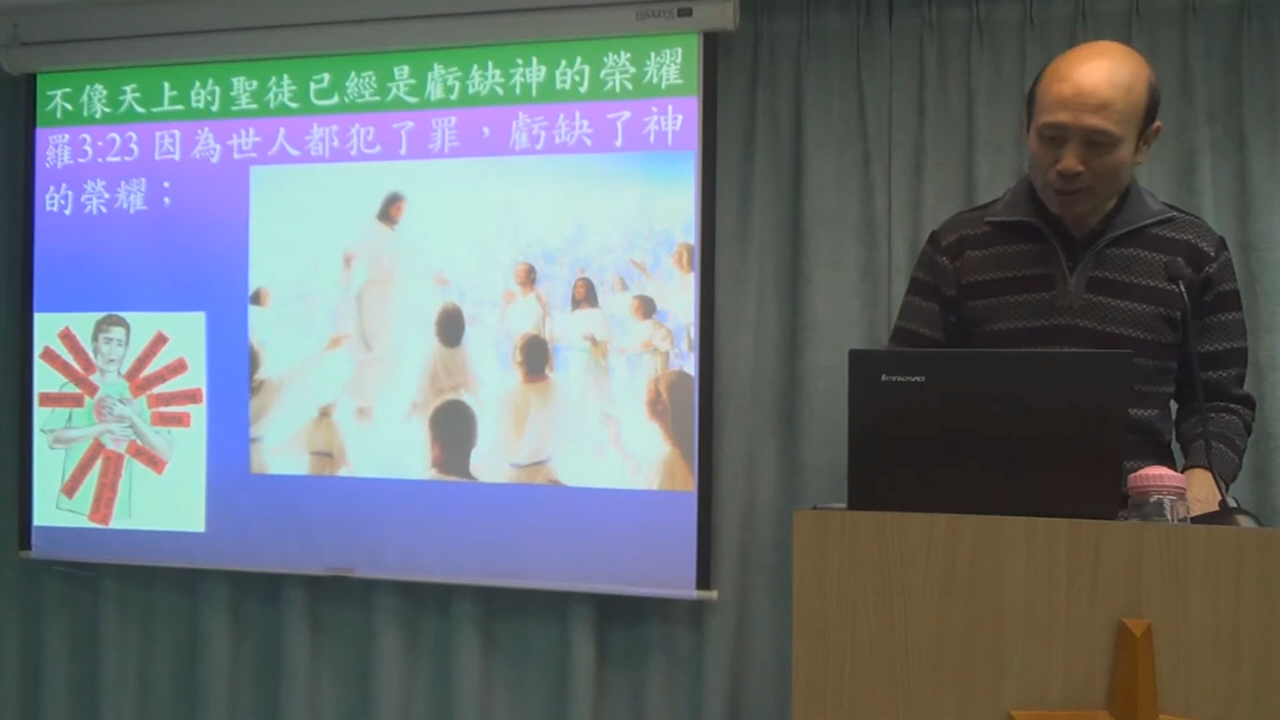 不像天上的聖徒已經是虧缺神的榮耀
羅3:23 因為世人都犯了罪，虧缺了神
的榮耀；
lenovo